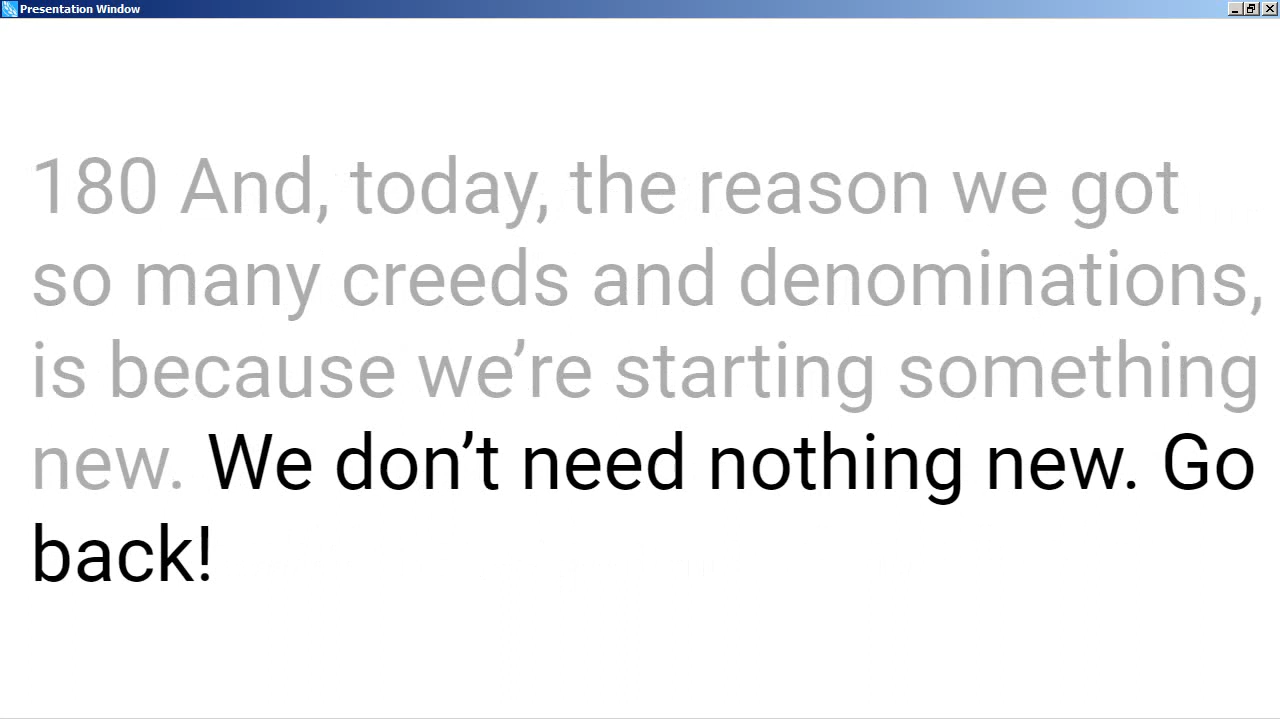 Presentation Window
180 And, today, the reason we got
so many creeds and denominations,
is because we’re starting something
new. We don’t need nothing new. Go
back!